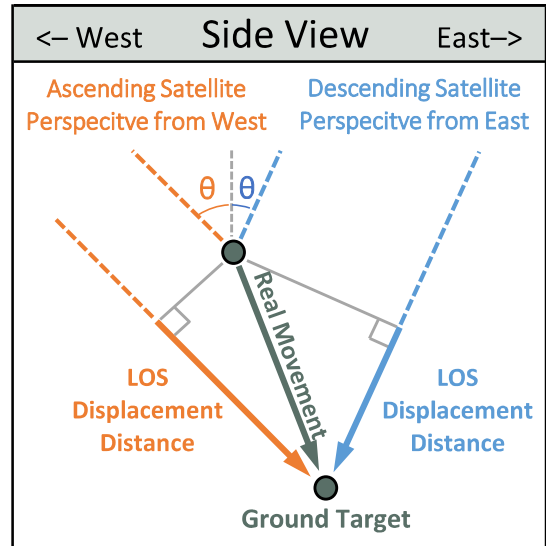 <– West Side View East–>
Ascending Satellite
Perspecitve from West
Descending Satellite
Perspecitve from East
θ θ
Real Movement
LOS
Displacement
Distance
LOS
Displacement
Distance
Ground Target